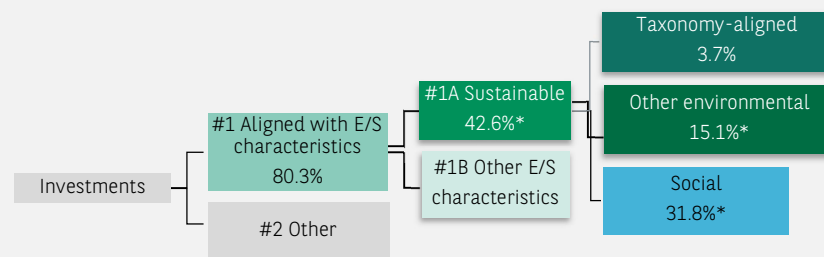 Investments
#1 Aligned with E/S
characteristics
80.3%
#2 Other
#1A Sustainable
42.6%*
#1B Other E/S
characteristics
Taxonomy-aligned
3.7%
Other environmental
15.1%*
Social
31.8%*